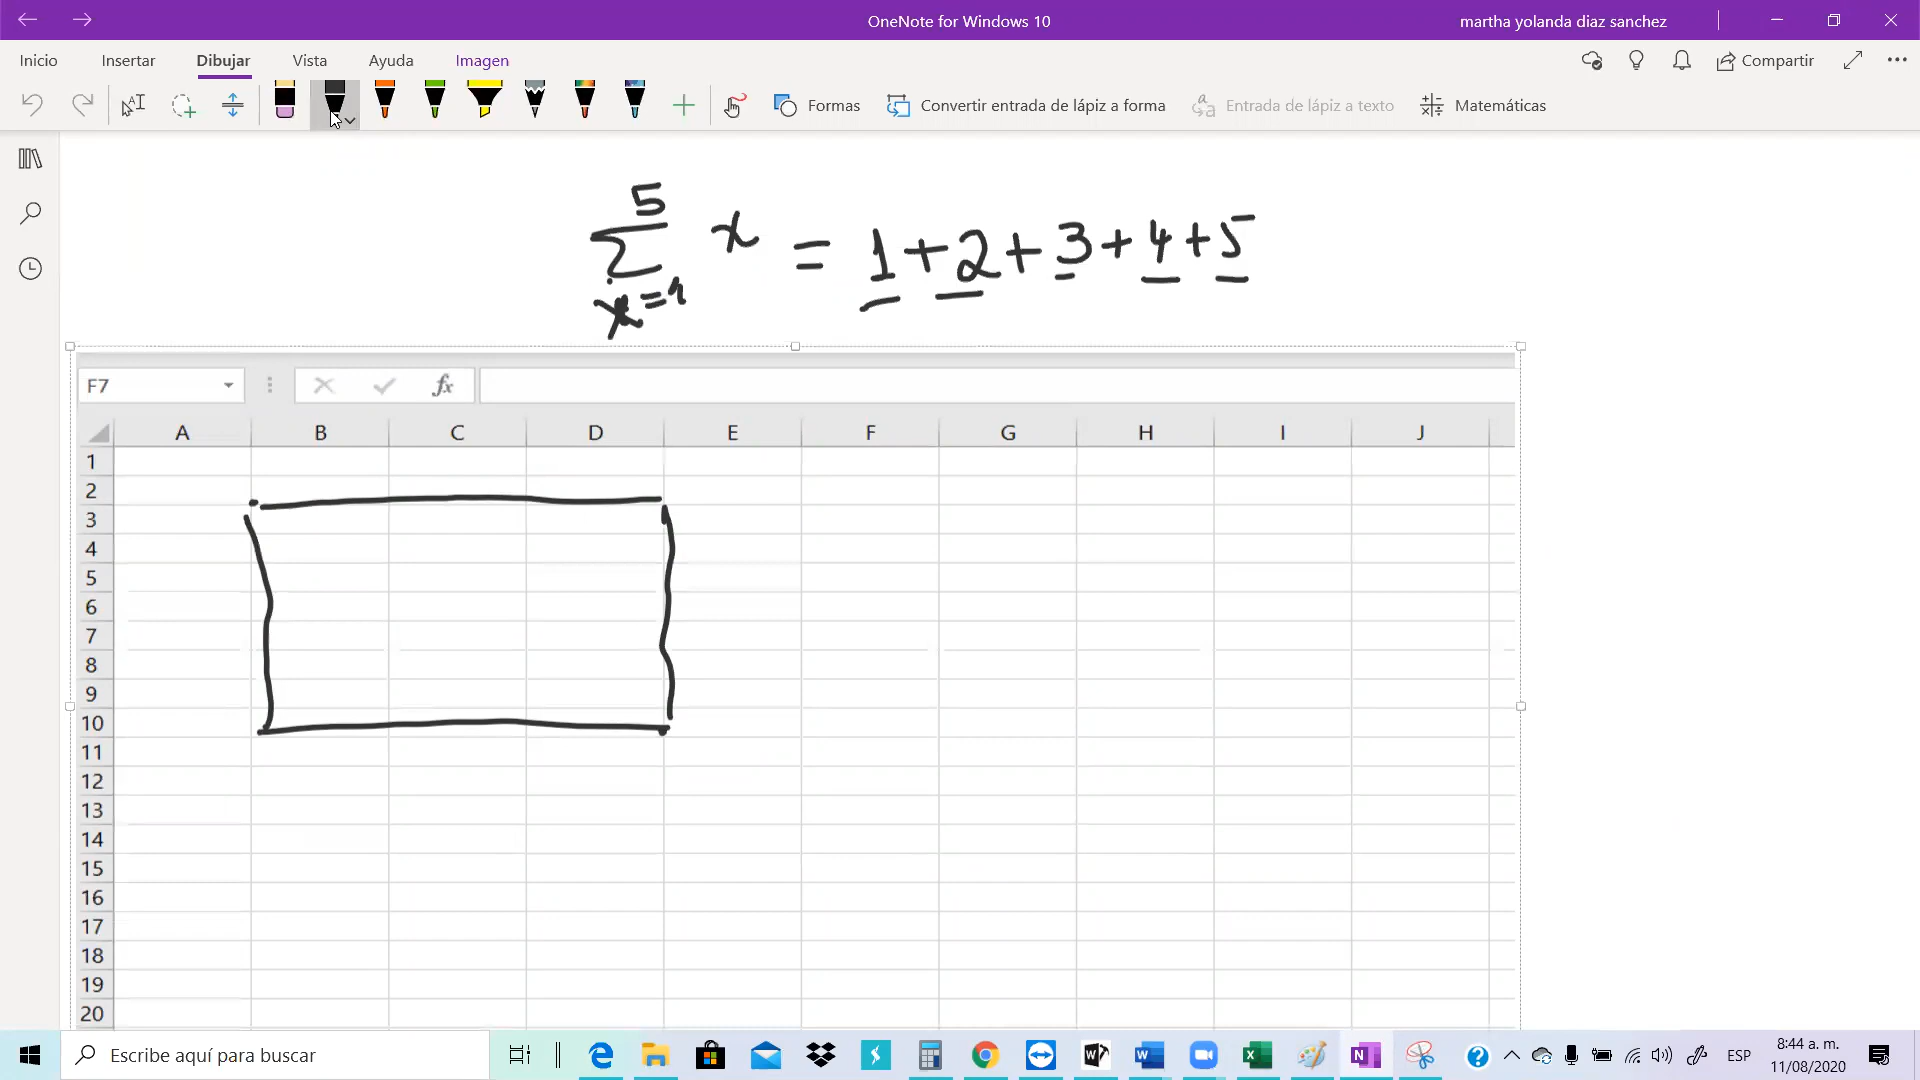 OneNote for Windows 10
martha yolanda diaz sanchez
Inicio Insertar Dibujar Vista Ayuda Imagen Compartir
Formas Convertir entrada de lápiz a forma Entrada de lápiz a texto Matemáticas
5
∑ x = 1+2+3+4+5
x=1
F7 fx
A B C D E F G H I J
1
2
3
4
5
6
7
8
9
10
11
12
13
14
15
16
17
18
19
20
Escribe aquí para buscar
ESP
8:44 a. m.
11/08/2020